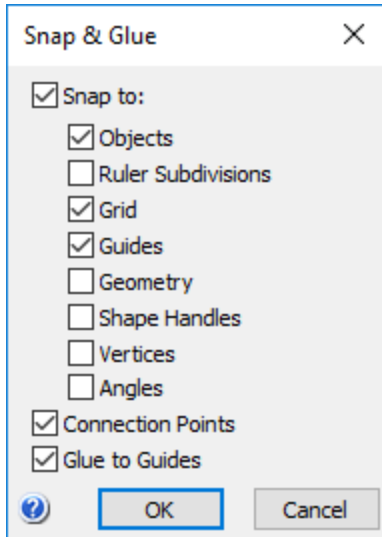 Snap & Glue
Snap to:
Objects
Ruler Subdivisions
Grid
Guides
Geometry
Shape Handles
Vertices
Angles
Connection Points
Glue to Guides
? OK Cancel